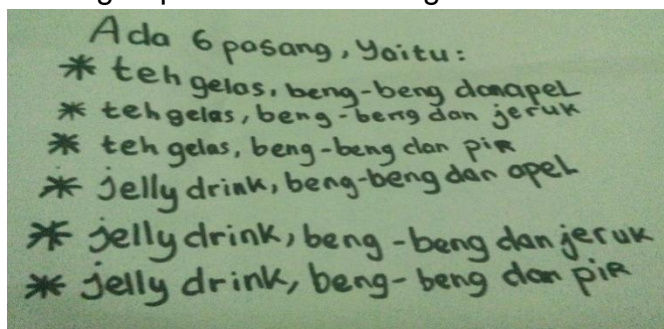 Ada 6 pasang, yaitu:
* teh gelas, beng-beng dan apel
* teh gelas, beng-beng dan jeruk
* teh gelas, beng-beng dan pir
* jelly drink, beng-beng dan apel
* jelly drink, beng-beng dan jeruk
* jelly drink, beng-beng dan pir